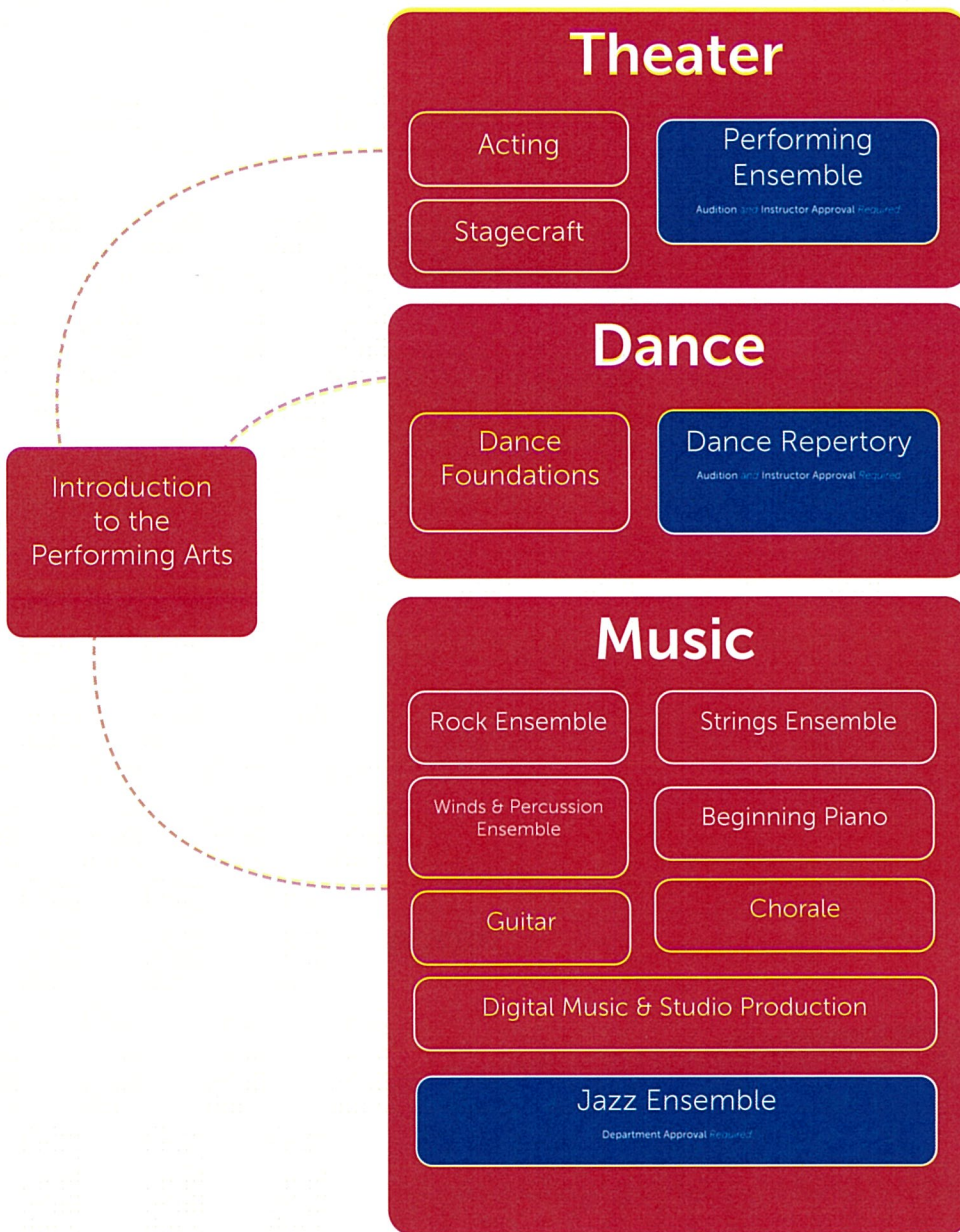 Theater
Acting
Stagecraft
Performing
Ensemble
Audition and Instructor Approval Required
Dance
Dance
Foundations
Dance Repertory
Audition and Instructor Approval Required
Introduction
to the
Performing Arts
Music
Rock Ensemble
Strings Ensemble
Winds & Percussion
Ensemble
Beginning Piano
Guitar
Chorale
Digital Music & Studio Production
Jazz Ensemble
Department Approval Required